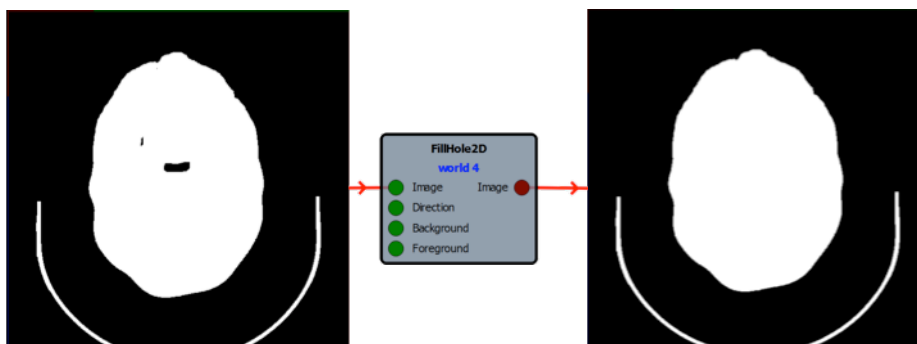 FillHole2D
world 4
Image Image
Direction
Background
Foreground